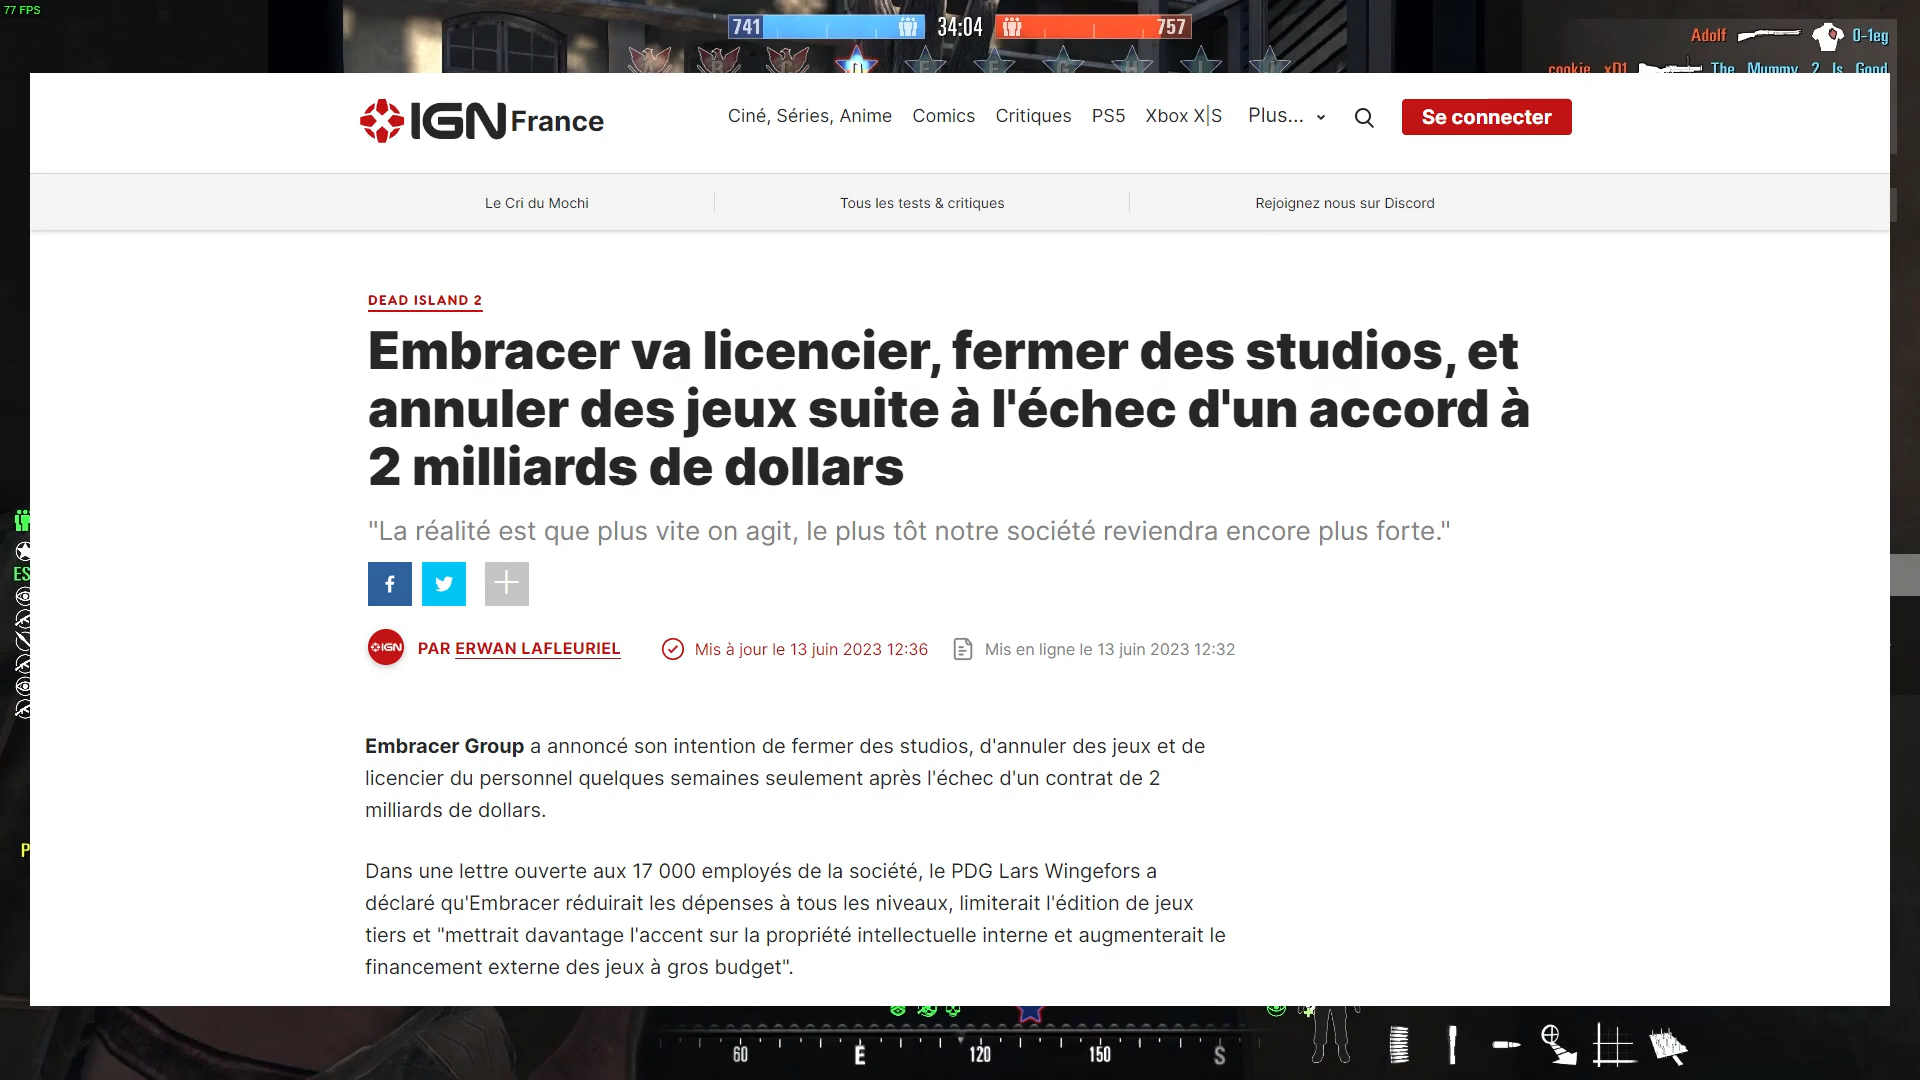 77 FPS
741
34:04
757
Adolf
0-1eg
cookie_xD1
The Mummy 2 Is Good
IGN France
Ciné, Séries, Anime
Comics
Critiques
PS5
Xbox X|S
Plus...
Se connecter
Le Cri du Mochi
Tous les tests & critiques
Rejoignez nous sur Discord
DEAD ISLAND 2
Embracer va licencier, fermer des studios, et
annuler des jeux suite à l'échec d'un accord à
2 milliards de dollars
"La réalité est que plus vite on agit, le plus tôt notre société reviendra encore plus forte."
IGN
PAR ERWAN LAFLEURIEL
Mis à jour le 13 juin 2023 12:36
Mis en ligne le 13 juin 2023 12:32
Embracer Group a annoncé son intention de fermer des studios, d'annuler des jeux et de
licencier du personnel quelques semaines seulement après l'échec d'un contrat de 2
milliards de dollars.
Dans une lettre ouverte aux 17 000 employés de la société, le PDG Lars Wingefors a
déclaré qu'Embracer réduirait les dépenses à tous les niveaux, limiterait l'édition de jeux
tiers et "mettrait davantage l'accent sur la propriété intellectuelle interne et augmenterait le
financement externe des jeux à gros budget".
ES
P
60
E
120
150
S